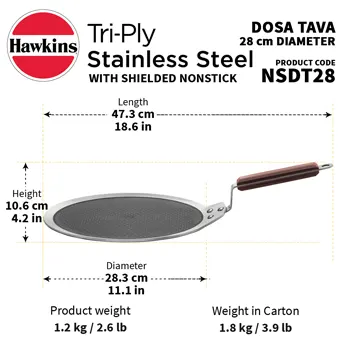 Hawkins
Tri-Ply
Stainless Steel
WITH SHIELDED NONSTICK
DOSA TAVA
28 cm DIAMETER
PRODUCT CODE
NSDT28
Length
47.3 cm
18.6 in
Height
10.6 cm
4.2 in
Diameter
28.3 cm
11.1 in
Product weight
1.2 kg / 2.6 lb
Weight in Carton
1.8 kg / 3.9 lb